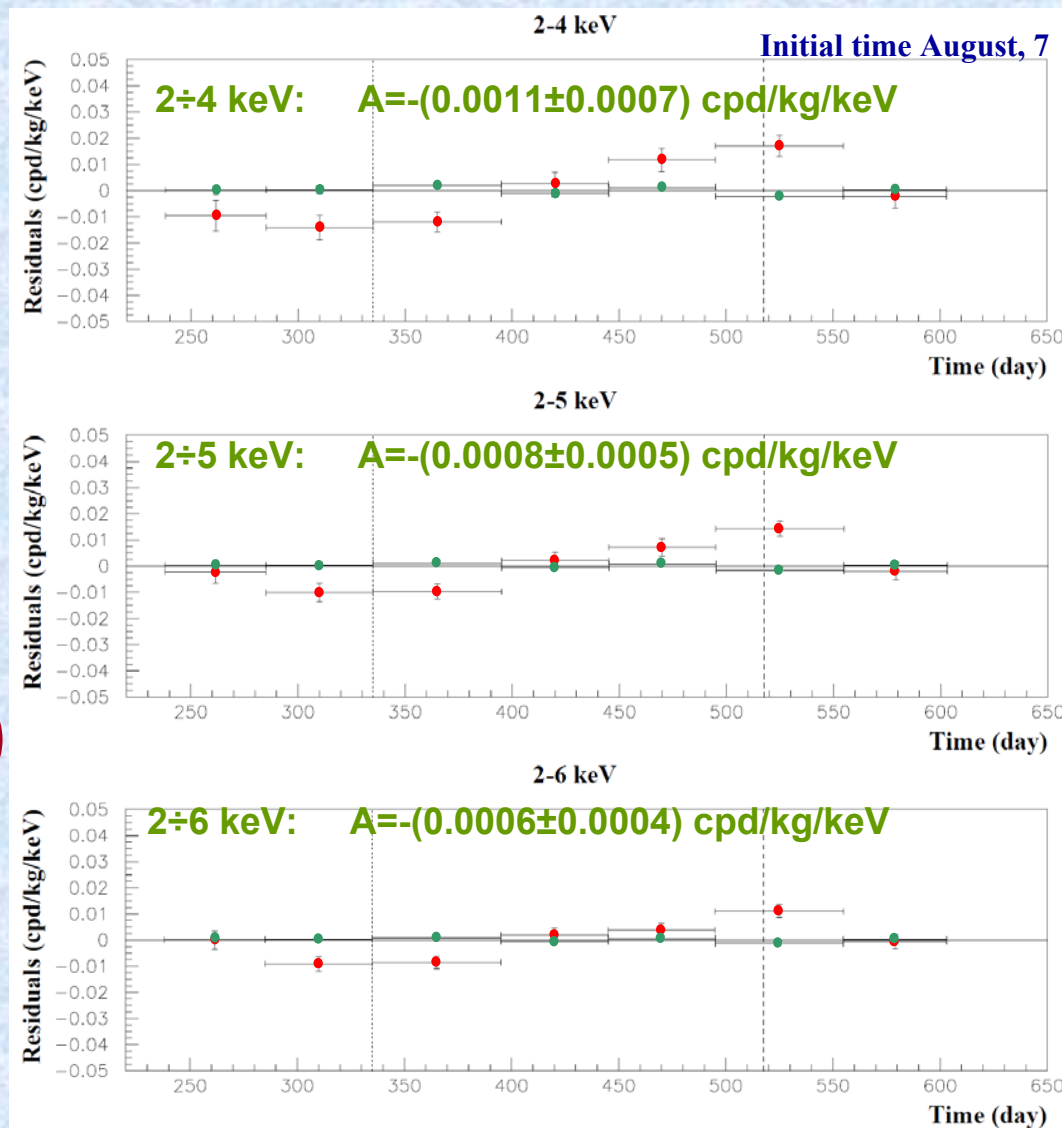 2-4 keV
Initial time August, 7
2÷4 keV: A=-(0.0011±0.0007) cpd/kg/keV
Residuals (cpd/kg/keV)
0.05
0.04
0.03
0.02
0.01
0
−0.01
−0.02
−0.03
−0.04
−0.05
250 300 350 400 450 500 550 600 650
Time (day)
2-5 keV
2÷5 keV: A=-(0.0008±0.0005) cpd/kg/keV
Residuals (cpd/kg/keV)
0.05
0.04
0.03
0.02
0.01
0
−0.01
−0.02
−0.03
−0.04
−0.05
250 300 350 400 450 500 550 600 650
Time (day)
2-6 keV
2÷6 keV: A=-(0.0006±0.0004) cpd/kg/keV
Residuals (cpd/kg/keV)
0.05
0.04
0.03
0.02
0.01
0
−0.01
−0.02
−0.03
−0.04
−0.05
250 300 350 400 450 500 550 600 650
Time (day)